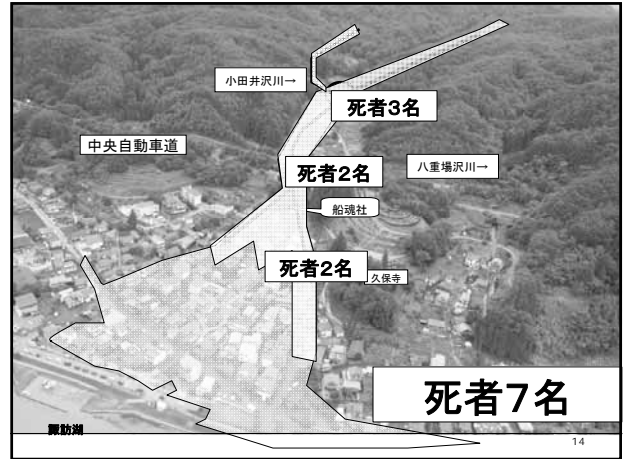 小田井沢川→
死者3名
中央自動車道
死者2名
八重場沢川→
船魂社
死者2名
久保寺
死者7名
諏訪湖
14